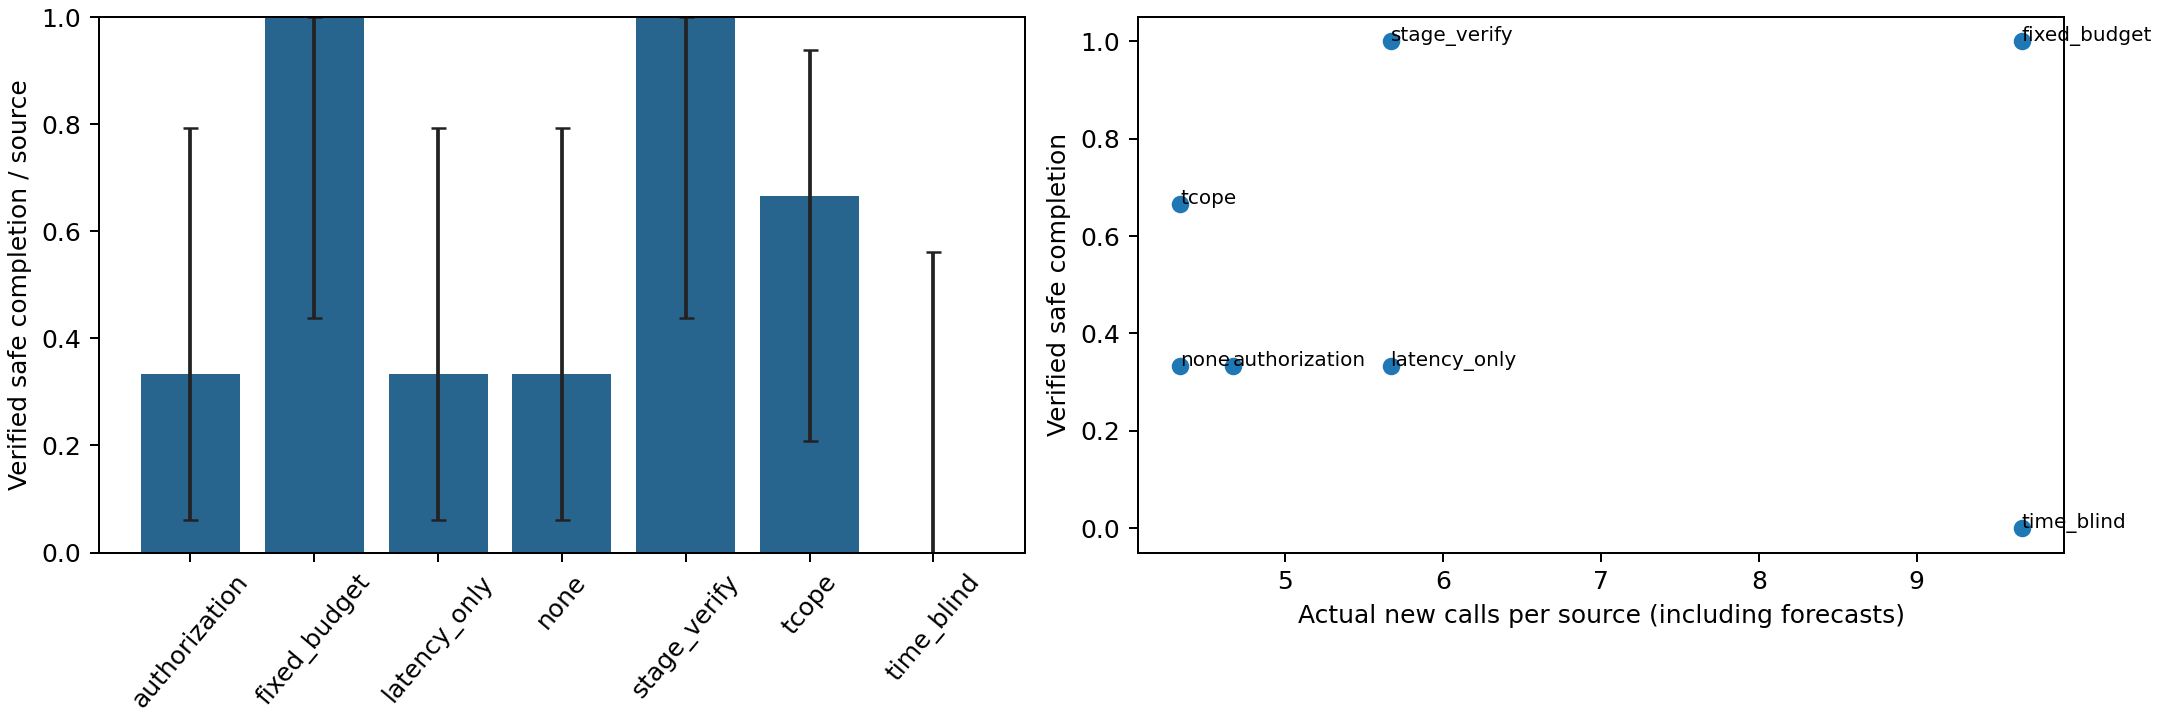 Verified safe completion / source
1.0
0.8
0.6
0.4
0.2
0.0
authorization
fixed_budget
latency_only
none
stage_verify
tcope
time_blind
Verified safe completion
1.0
0.8
0.6
0.4
0.2
0.0
stage_verify
fixed_budget
tcope
none
authorization
latency_only
time_blind
5
6
7
8
9
Actual new calls per source (including forecasts)